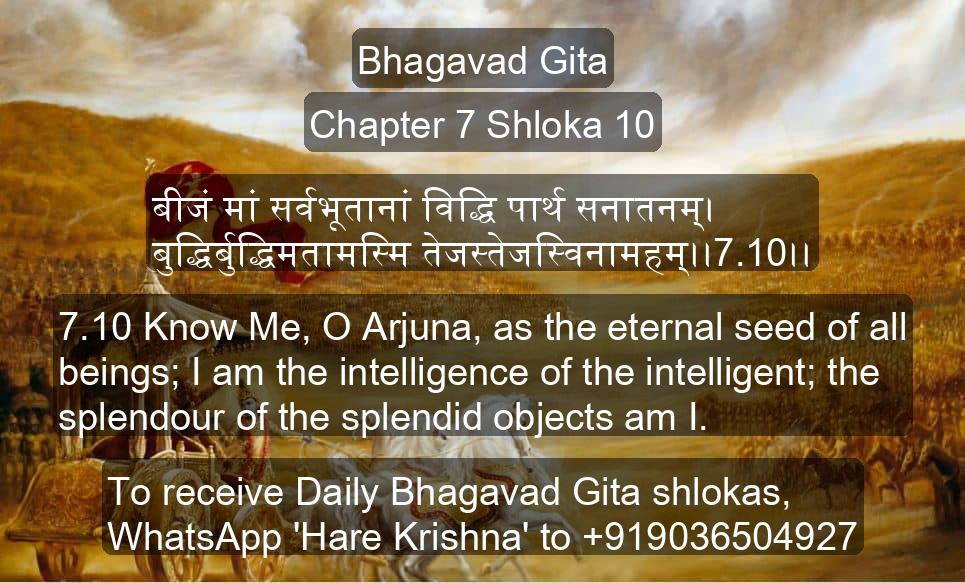 Bhagavad Gita
Chapter 7 Shloka 10
बीजं मां सर्वभूतानां विद्धि पार्थ सनातनम्।
बुद्धिर्बुद्धिमतामस्मि तेजस्तेजस्विनामहम्।।7.10।।
7.10 Know Me, O Arjuna, as the eternal seed of all
beings; I am the intelligence of the intelligent; the
splendour of the splendid objects am I.
To receive Daily Bhagavad Gita shlokas,
WhatsApp 'Hare Krishna' to +919036504927